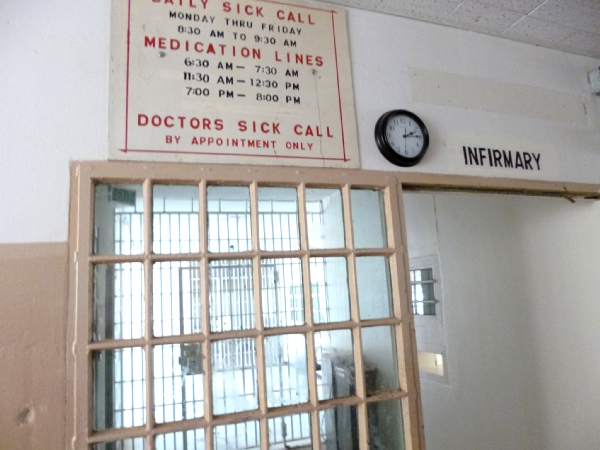 DAILY SICK CALL
MONDAY THRU FRIDAY
8:30 AM TO 9:30 AM
MEDICATION LINES
6:30 AM— 7:30 AM
11:30 AM—12:30 PM
7:00 PM— 8:00 PM
DOCTORS SICK CALL
BY APPOINTMENT ONLY
INFIRMARY